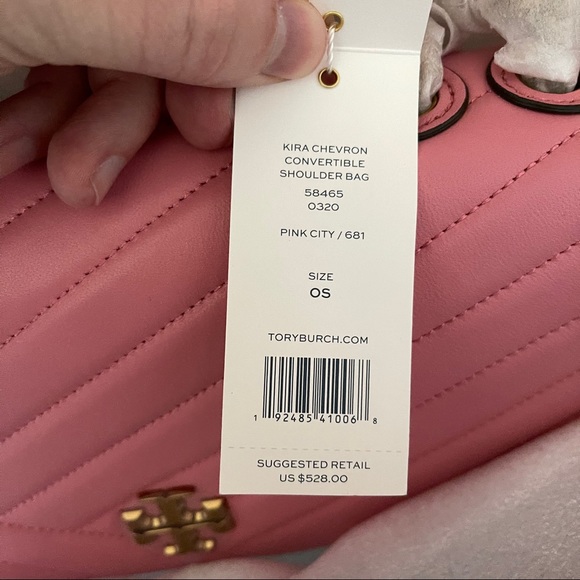 KIRA CHEVRON
CONVERTIBLE
SHOULDER BAG
58465
0320
PINK CITY / 681
SIZE
OS
TORYBURCH.COM
1 92485 41006 8
SUGGESTED RETAIL
US $528.00